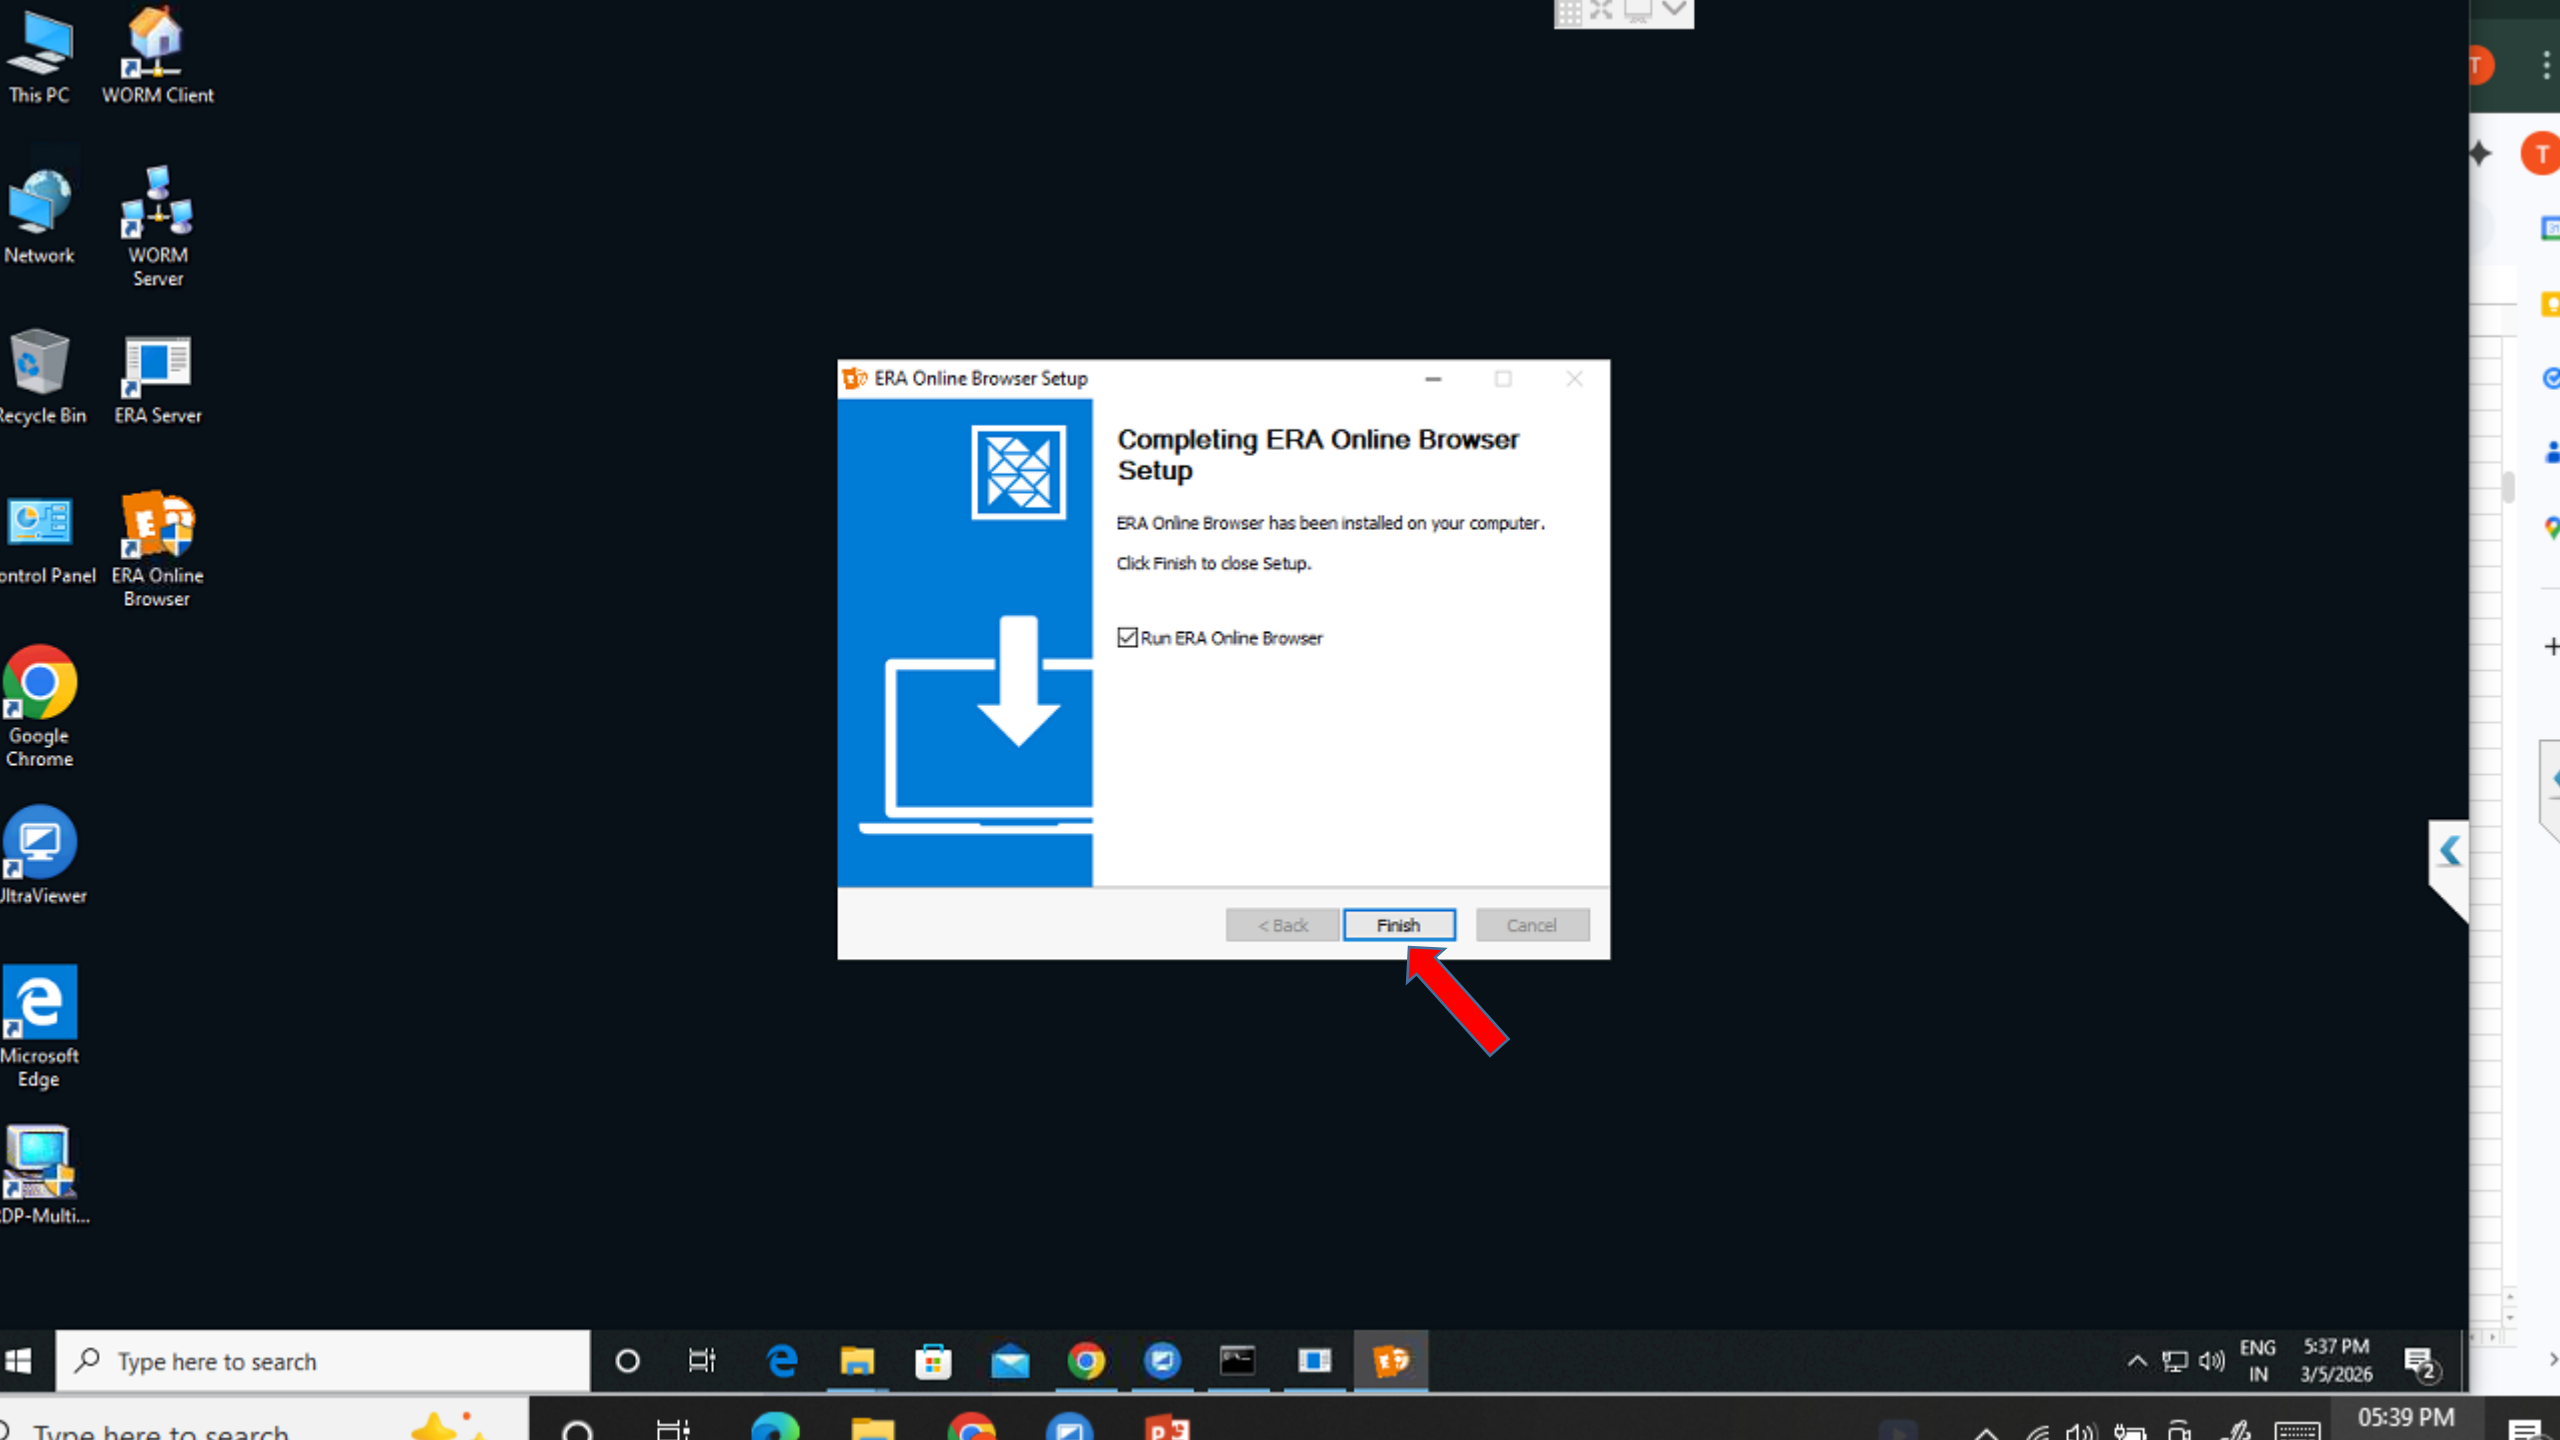 This PC
WORM Client
Network
WORM
Server
Recycle Bin
ERA Server
ontrol Panel
ERA Online
Browser
Google
Chrome
UltraViewer
Microsoft
Edge
DP-Multi...
ERA Online Browser Setup
Completing ERA Online Browser
Setup
ERA Online Browser has been installed on your computer.
Click Finish to close Setup.
Run ERA Online Browser
< Back
Finish
Cancel
T
T
Type here to search
ENG
IN
5:37 PM
3/5/2026
2
Type here to search
05:39 PM